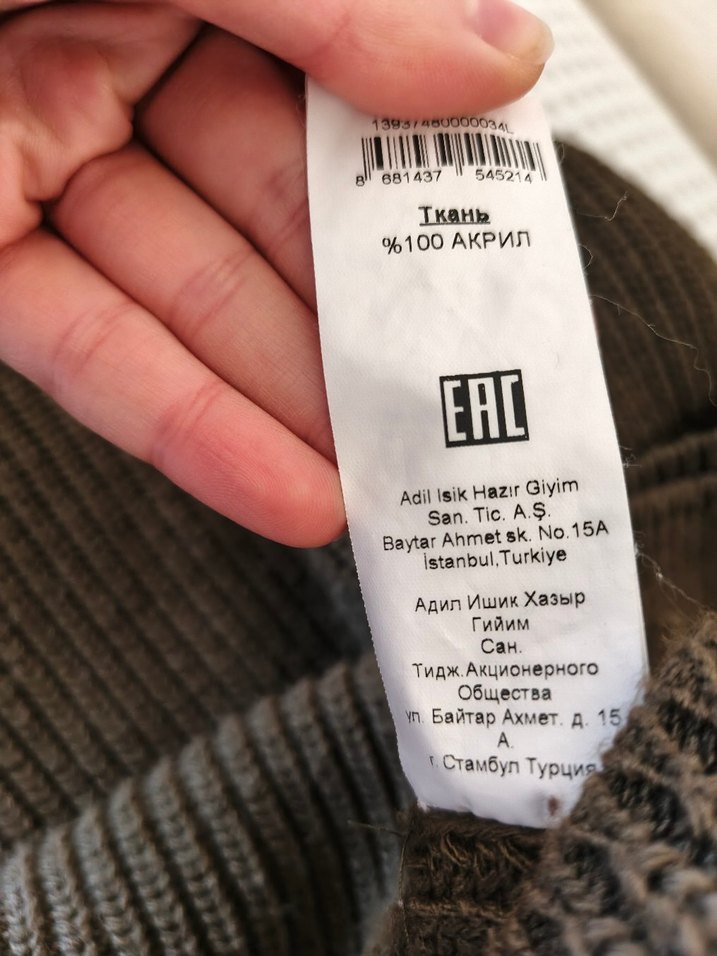 13937480000034L
8 681437 545214
Ткань
%100 АКРИЛ
EAC
Adil Isik Hazır Giyim
San. Tic. A.Ş.
Baytar Ahmet sk. No.15A
İstanbul,Turkiye
Адил Ишик Хазыр
Гийим
Сан.
Тидж.Акционерного
Общества
ул. Байтар Ахмет. д. 15
А.
г. Стамбул Турция